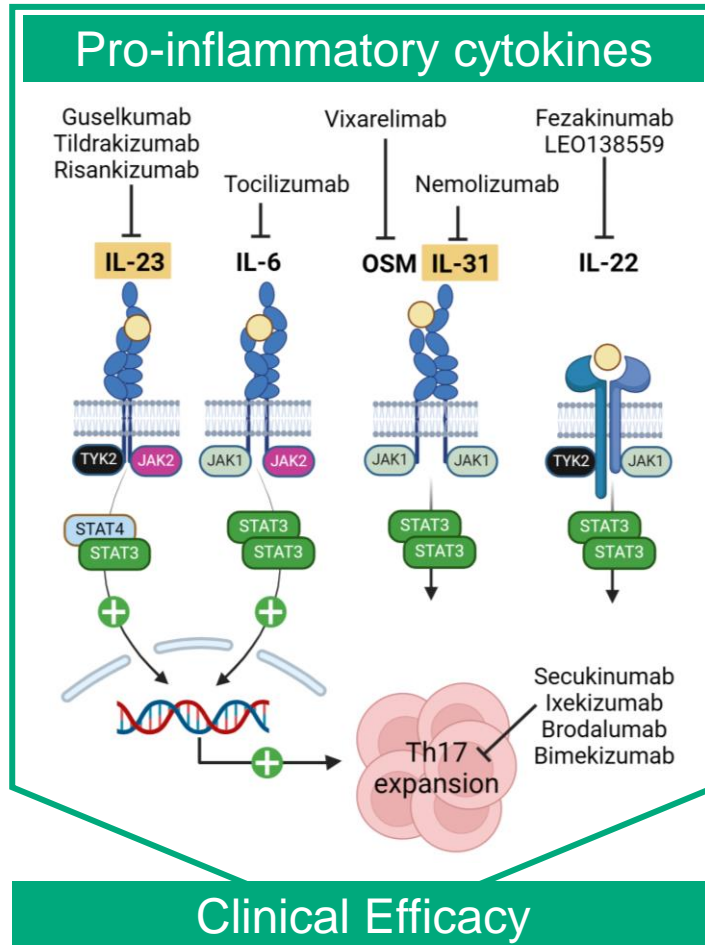 Pro-inflammatory cytokines
Guselkumab
Tildrakizumab
Risankizumab
Tocilizumab
Vixarelimab
Nemolizumab
Fezakinumab
LEO138559
IL-23
IL-6
OSM
IL-31
IL-22
TYK2
JAK2
JAK1
JAK2
JAK1
JAK1
TYK2
JAK1
STAT4
STAT3
STAT3
STAT3
STAT3
STAT3
STAT3
STAT3
Th17
expansion
Secukinumab
Ixekizumab
Brodalumab
Bimekizumab
Clinical Efficacy